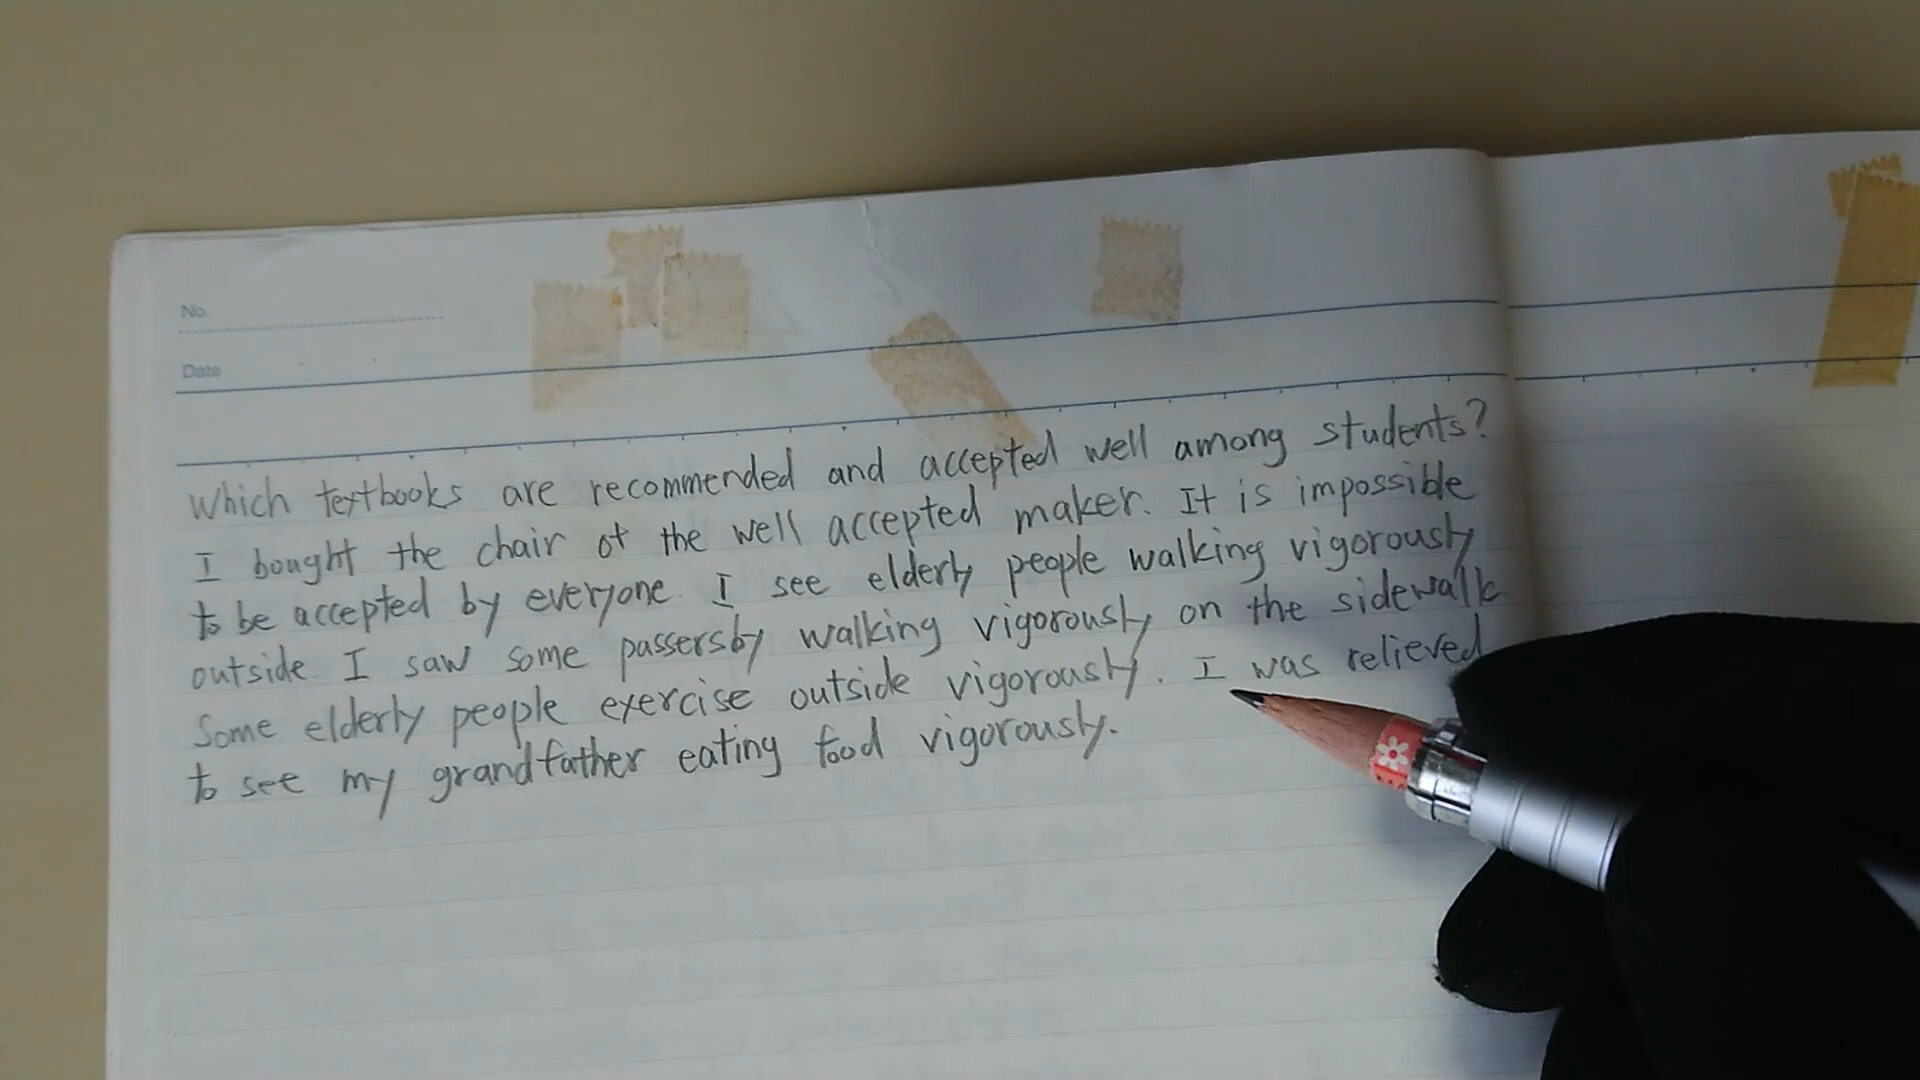 No.
Date
Which textbooks are recommended and accepted well among students?
I bought the chair of the well accepted maker. It is impossible
to be accepted by everyone. I see elderly people walking vigorously
outside. I saw some passersby walking vigorously on the sidewalk
Some elderly people exercise outside vigorously. I was relieved
to see my grandfather eating food vigorously.